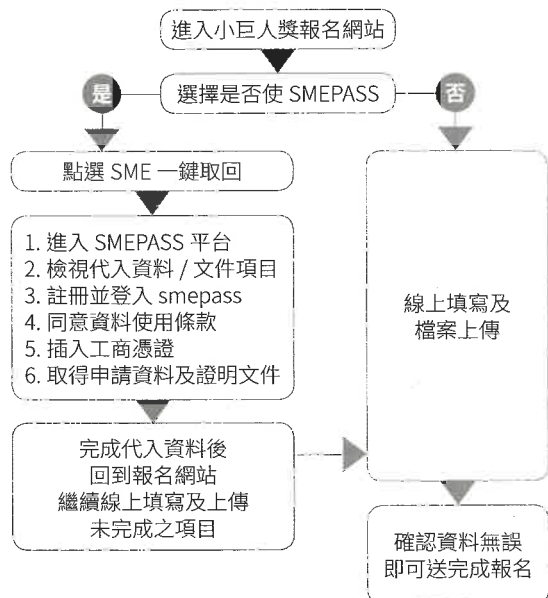 進入小巨人獎報名網站
是
選擇是否使 SMEPASS
否
點選 SME 一鍵取回
1. 進入 SMEPASS 平台
2. 檢視代入資料 / 文件項目
3. 註冊並登入 smepass
4. 同意資料使用條款
5. 插入工商憑證
6. 取得申請資料及證明文件
線上填寫及
檔案上傳
完成代入資料後
回到報名網站
繼續線上填寫及上傳
未完成之項目
確認資料無誤
即可送完成報名